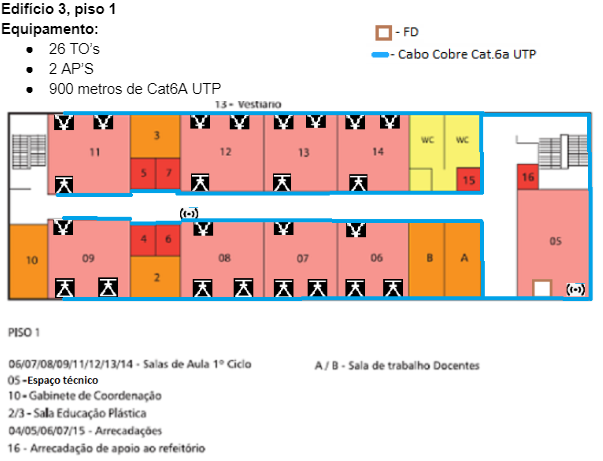 Edifício 3, piso 1
Equipamento:
● 26 TO's
● 2 AP'S
● 900 metros de Cat6A UTP
- FD
- Cabo Cobre Cat.6a UTP
13 - Vestiário
11
3
5 7
12
13
14
WC WC
15
16
10
09
4 6
2
08
07
06
B
A
05
PISO 1
06/07/08/09/11/12/13/14 - Salas de Aula 1º Ciclo
05 - Espaço técnico
10 - Gabinete de Coordenação
2/3 - Sala Educação Plástica
04/05/06/07/15 - Arrecadações
16 - Arrecadação de apoio ao refeitório
A / B - Sala de trabalho Docentes